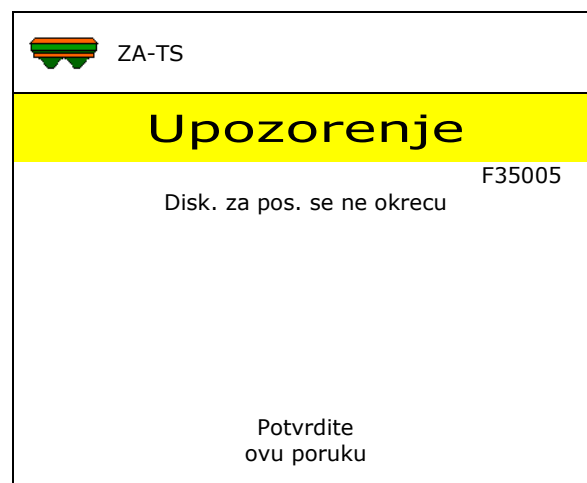 ZA-TS
Upozorenje
F35005
Disk. za pos. se ne okrecu
Potvrdite
ovu poruku